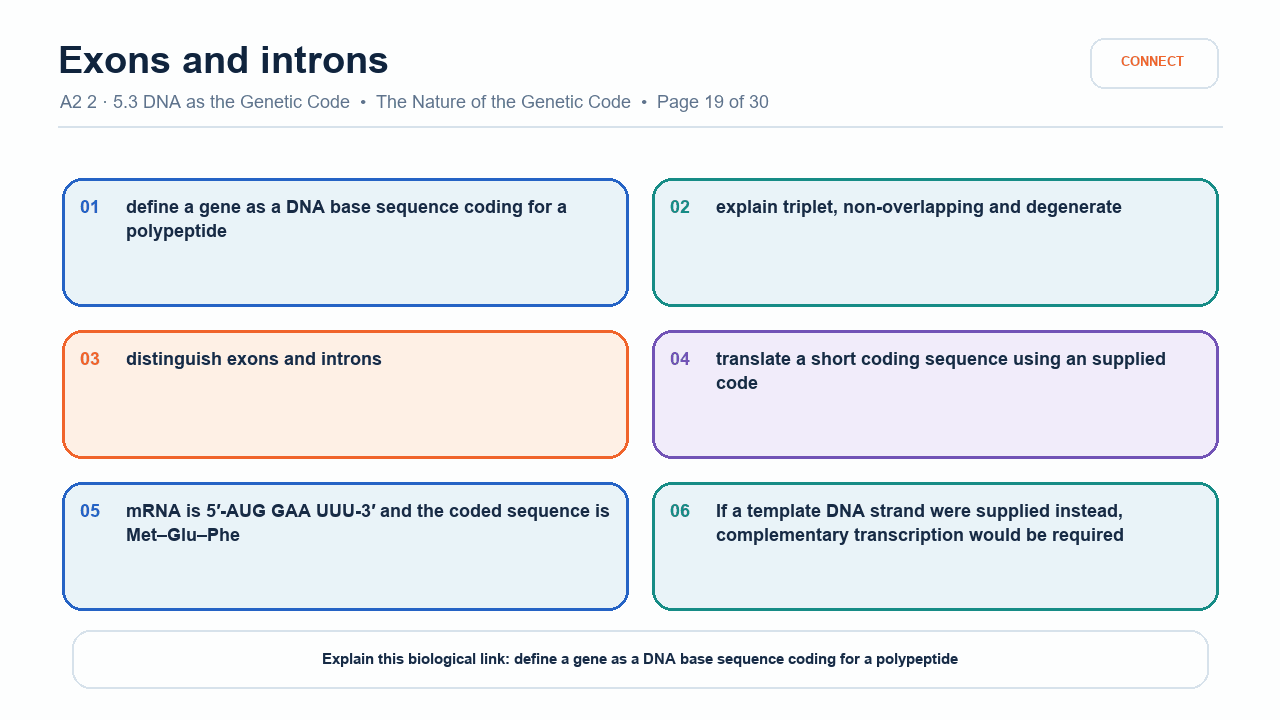 Exons and introns
CONNECT
A2 2 · 5.3 DNA as the Genetic Code • The Nature of the Genetic Code • Page 19 of 30
01 define a gene as a DNA base sequence coding for a
polypeptide
02 explain triplet, non-overlapping and degenerate
03 distinguish exons and introns
04 translate a short coding sequence using an supplied
code
05 mRNA is 5′-AUG GAA UUU-3′ and the coded sequence is
Met–Glu–Phe
06 If a template DNA strand were supplied instead,
complementary transcription would be required
Explain this biological link: define a gene as a DNA base sequence coding for a polypeptide